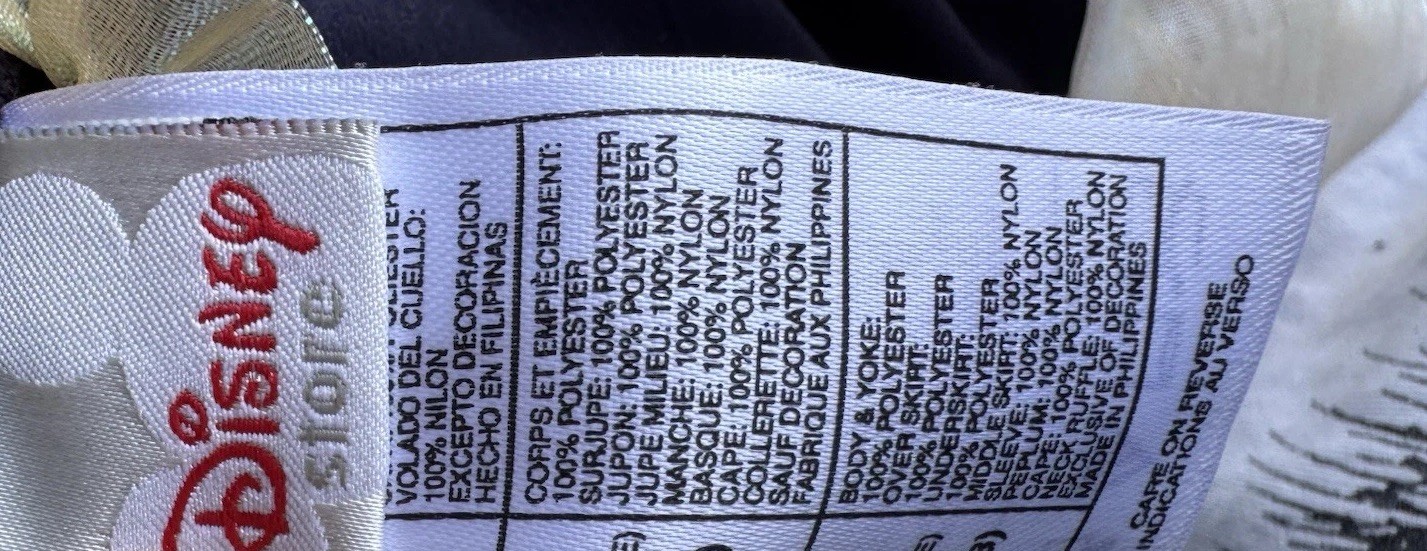 DISNEY®
Store
VOLADO DEL CUELLO:
100% NILON
EXCEPTO DECORACION
HECHO EN FILIPINAS
CORPS ET EMPIÈCEMENT:
100% POLYESTER
SURJUPE: 100% POLYESTER
JUPON: 100% POLYESTER
JUPE MILIEU: 100% NYLON
MANCHE: 100% NYLON
BASQUE: 100% NYLON
CAPE: 100% POLYESTER
COLLERETTE: 100% NYLON
SAUF DECORATION
FABRIQUE AUX PHILIPPINES
BODY & YOKE:
100% POLYESTER
OVER SKIRT:
100% POLYESTER
UNDERSKIRT:
100% POLYESTER
MIDDLE SKIRT: 100% NYLON
SLEEVE: 100% NYLON
PEPLUM: 100% NYLON
CAPE: 100% POLYESTER
NECK RUFFLE: 100% NYLON
EXCLUSIVE OF DECORATION
MADE IN PHILIPPINES
CARE ON REVERSE
INDICATIONS AU VERSO